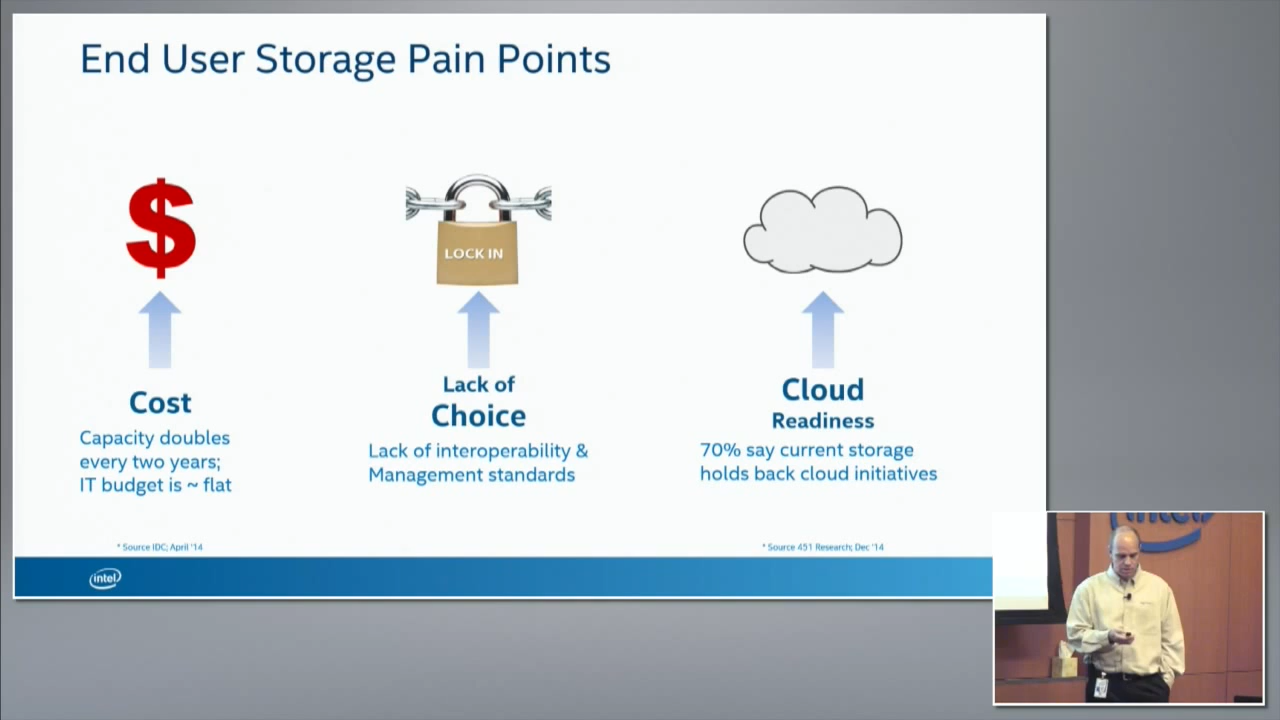 End User Storage Pain Points
LOCK IN
Cost
Capacity doubles
every two years;
IT budget is ~ flat
Lack of
Choice
Lack of interoperability &
Management standards
Cloud
Readiness
70% say current storage
holds back cloud initiatives
* Source IDC; April '14
* Source 451 Research; Dec '14
intel
intel